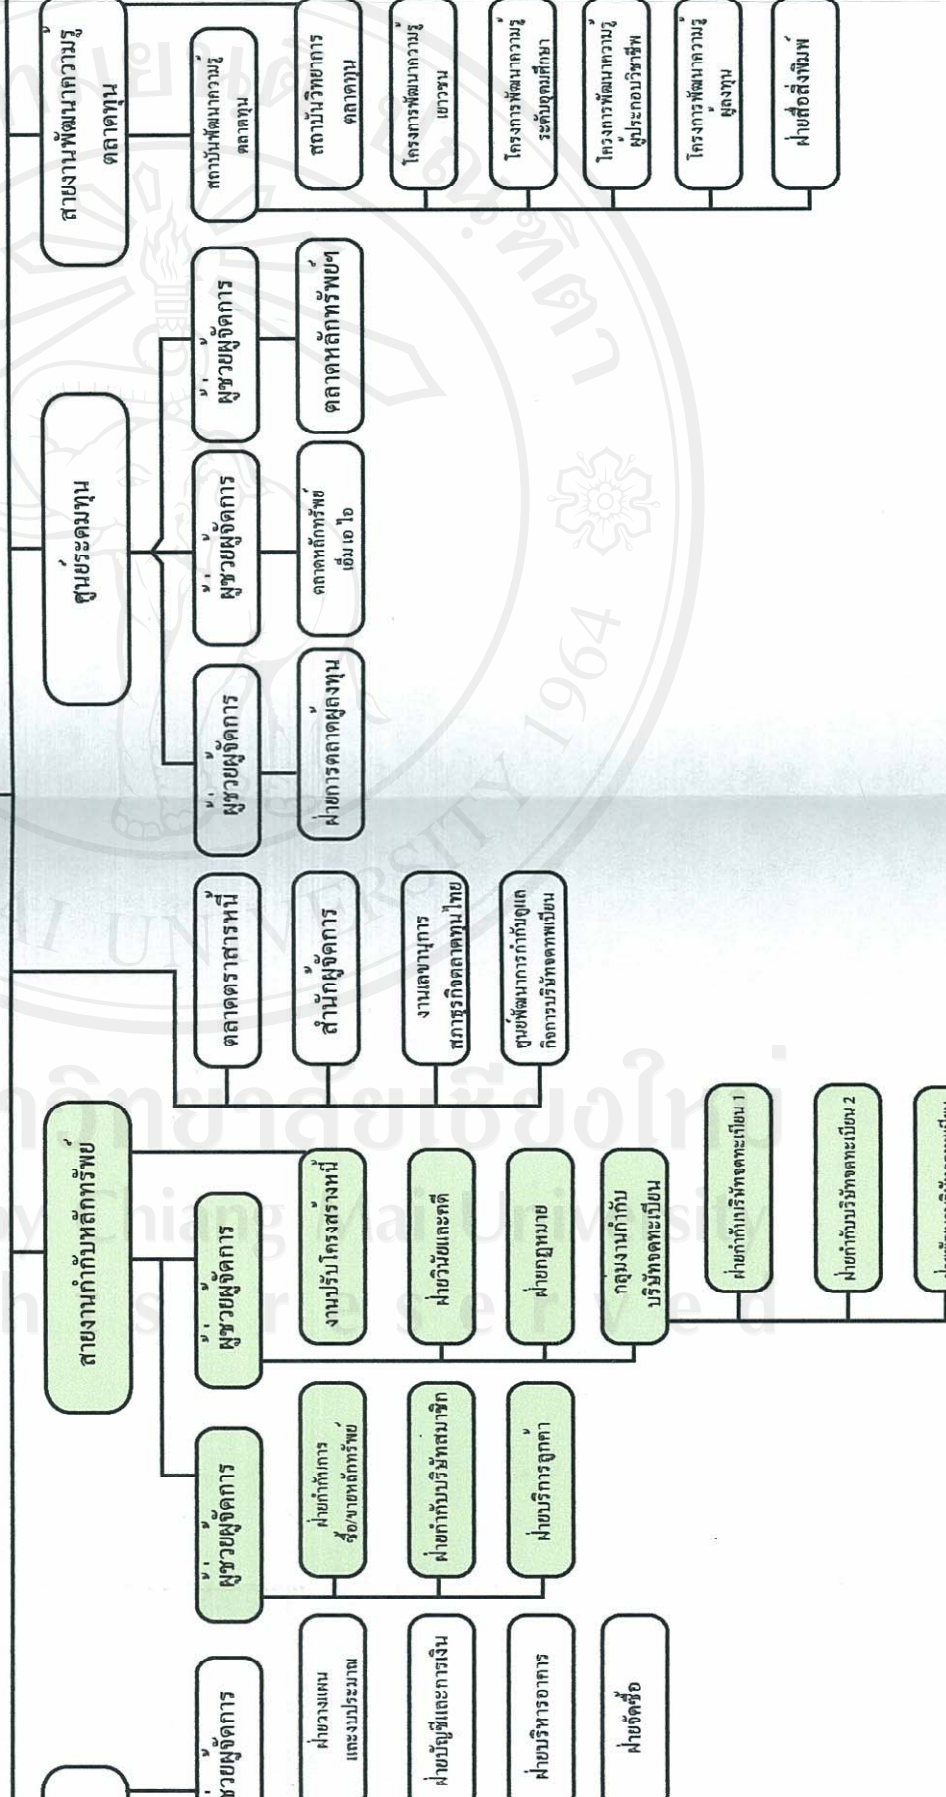 สายงานพัฒนาความรู้
ตลาดทุน
สถาบันพัฒนาความรู้
ตลาดทุน
สถาบันวิทยาการ
ตลาดทุน
โครงการพัฒนาความรู้
เยาวชน
โครงการพัฒนาความรู้
ระดับอุดมศึกษา
โครงการพัฒนาความรู้
ผู้ประกอบวิชาชีพ
โครงการพัฒนาความรู้
ผู้ลงทุน
ฝ่ายสื่อสิ่งพิมพ์
ศูนย์ระดมทุน
ผู้ช่วยผู้จัดการ
ตลาดหลักทรัพย์ฯ
ผู้ช่วยผู้จัดการ
ตลาดหลักทรัพย์
เอ็ม เอ ไอ
ผู้ช่วยผู้จัดการ
ฝ่ายการตลาดผู้ลงทุน
ตลาดตราสารหนี้
สำนักผู้จัดการ
งานเลขานุการ
สภาธุรกิจตลาดทุนไทย
ศูนย์พัฒนาการกำกับดูแล
กิจการบริษัทจดทพเบียน
สายงานกำกับหลักทรัพย์
ผู้ช่วยผู้จัดการ
งานปรับโครงสร้างหนี้
ฝ่ายวินัยและคดี
ฝ่ายกฎหมาย
กลุ่มงานกำกับ
บริษัทจดทะเบียน
ฝ่ายกำกับบริษัทจดทะเบียน 1
ฝ่ายกำกับบริษัทจดทะเบียน 2
ผู้ช่วยผู้จัดการ
ฝ่ายกำกับการ
ซื้อ/ขายหลักทรัพย์
ฝ่ายกำกับบริษัทสมาชิก
ฝ่ายบริการลูกค้า
ช่วยผู้จัดการ
ฝ่ายวางแผน
และงบประมาณ
ฝ่ายบัญชีและการเงิน
ฝ่ายบริหารอาคาร
ฝ่ายจัดซื้อ
AI UNIVERSITY 1964
าวิทยาลัยเชียงใหม่
by Chiang Mai University
h t s r e s e r v e d